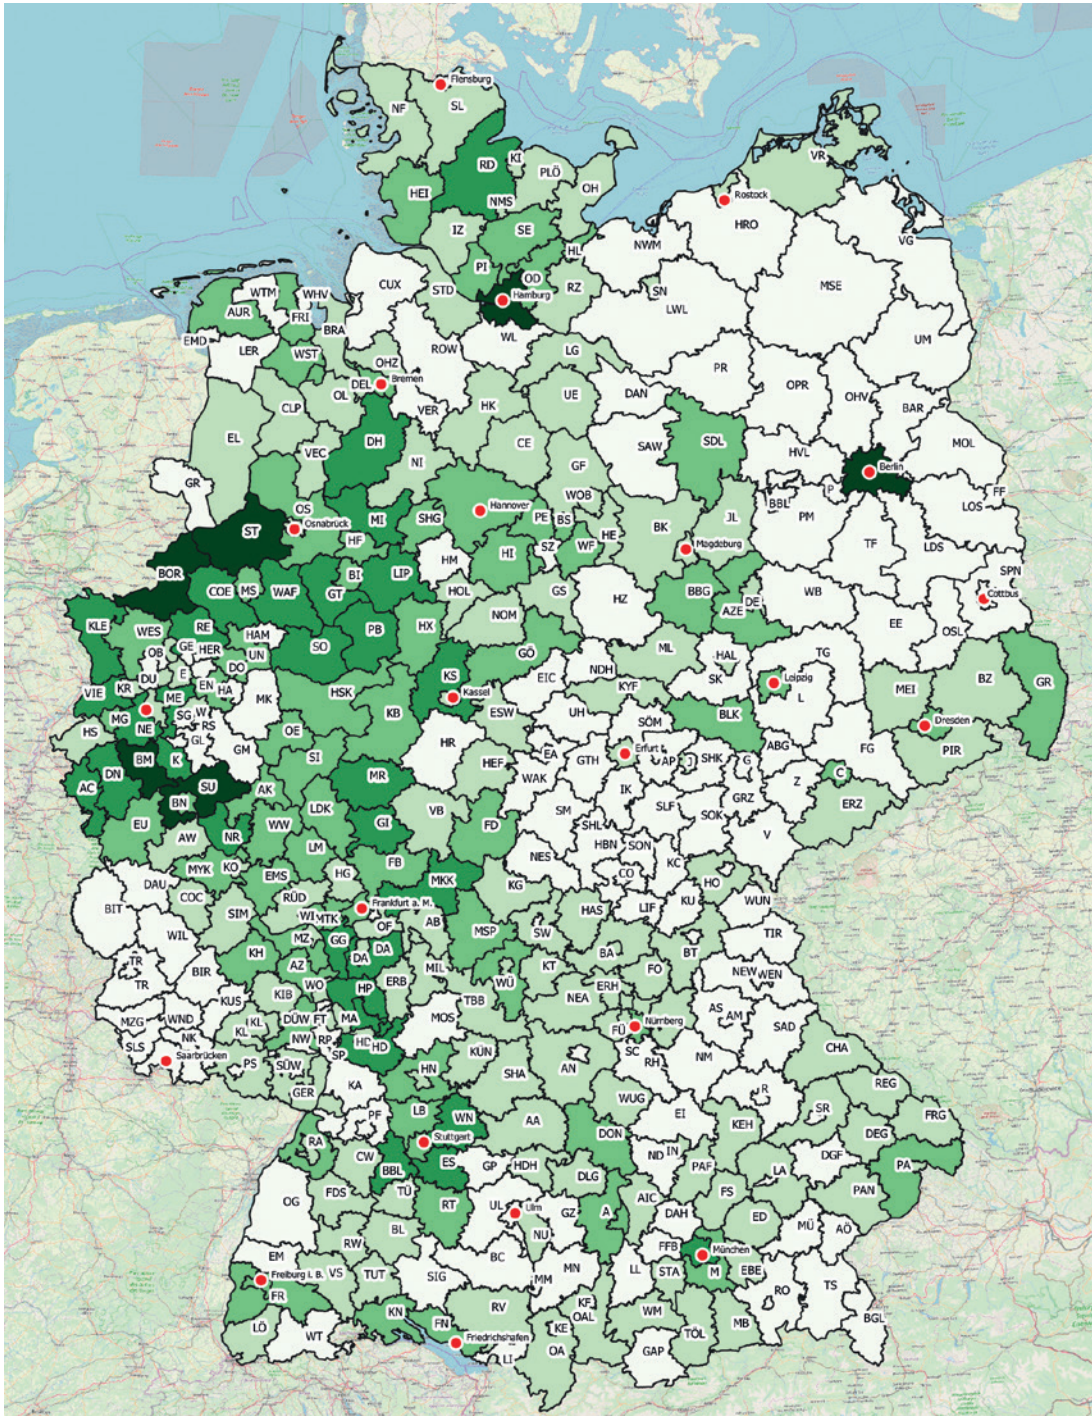 Flensburg
NF
SL
RD
KI
PLÖ
OH
VR
HEI
NMS
Rostock
HRO
IZ
SE
HL
NWM
VG
PI
OD
CUX
STD
Hamburg
RZ
SN
LWL
MSE
WTM
WHV
AUR
FRI
BRA
EMD
LER
WST
OHZ
ROW
WL
LG
PR
UM
DEL
Bremen
OL
VER
HK
UE
DAN
OPR
OHV
BAR
CLP
EL
VEC
DH
NI
CE
SAW
SDL
HVL
MOL
Berlin
GR
GF
WOB
P
BBL
PM
LOS
FF
OS
Osnabrück
ST
MI
SHG
Hannover
PE
BS
HE
BK
JL
Magdeburg
TF
LDS
HF
SZ
WF
HI
HM
BOR
COE
MS
WAF
BI
GT
LIP
HOL
GS
HZ
BBG
DE
AZE
WB
SPN
Cottbus
EE
OSL
KLE
WES
RE
HAM
UN
SO
PB
HX
NOM
GÖ
NDH
ML
HAL
SK
TG
Leipzig
L
OB
GE
HER
DU
E
DO
EN
HA
MK
HSK
KB
KS
Kassel
EIC
KYF
MEI
BZ
GR
VIE
KR
ME
MG
NE
SG
W
RS
GL
GM
OE
SI
ESW
UH
SÖM
BLK
Dresden
PIR
HS
BM
K
HR
Erfurt
EA
GTH
AP
J
SHK
G
ABG
FG
AC
DN
SU
BN
AK
MR
HEF
WAK
IK
SLF
GRZ
Z
C
ERZ
EU
AW
NR
WW
LDK
GI
VB
FD
SM
SHL
HBN
SON
SOK
V
LM
MYK
KO
EMS
FB
MKK
NES
CO
KC
HO
DAU
COC
SIM
RÜD
HG
Frankfurt a. M.
KG
HAS
LIF
KU
WUN
BIT
WIL
WI
MTK
OF
AB
MSP
SW
TIR
KH
MZ
GG
DA
DA
BA
BT
TR
BIR
AZ
MIL
WÜ
KT
FO
NEW
WEN
TR
KUS
KIB
WO
HP
ERB
TBB
NEA
ERH
AS
AM
MZG
WND
KL
KL
DÜW
FT
MA
MOS
FÜ
Nürnberg
SAD
SLS
NK
NW
RP
HD
HD
KÜN
SC
RH
NM
CHA
Saarbrücken
PS
SÜW
SP
HN
SHA
AN
GER
KA
LB
WN
WUG
R
REG
PF
EI
KEH
SR
FRG
RA
Stuttgart
AA
DON
DEG
CW
BBL
ES
GP
HDH
ND
IN
PAF
LA
DGF
PA
OG
FDS
TÜ
RT
UL
Ulm
DLG
AIC
FS
PAN
GZ
A
DAH
ED
MÜ
AÖ
RW
BL
NU
EM
BC
FFB
München
Freiburg i. B.
VS
TUT
SIG
MM
MN
LL
STA
M
EBE
RO
TS
FR
KF
BGL
LÖ
WT
KN
FN
RV
Friedrichshafen
LI
KE
OAL
OA
WM
GAP
TÖL
MB